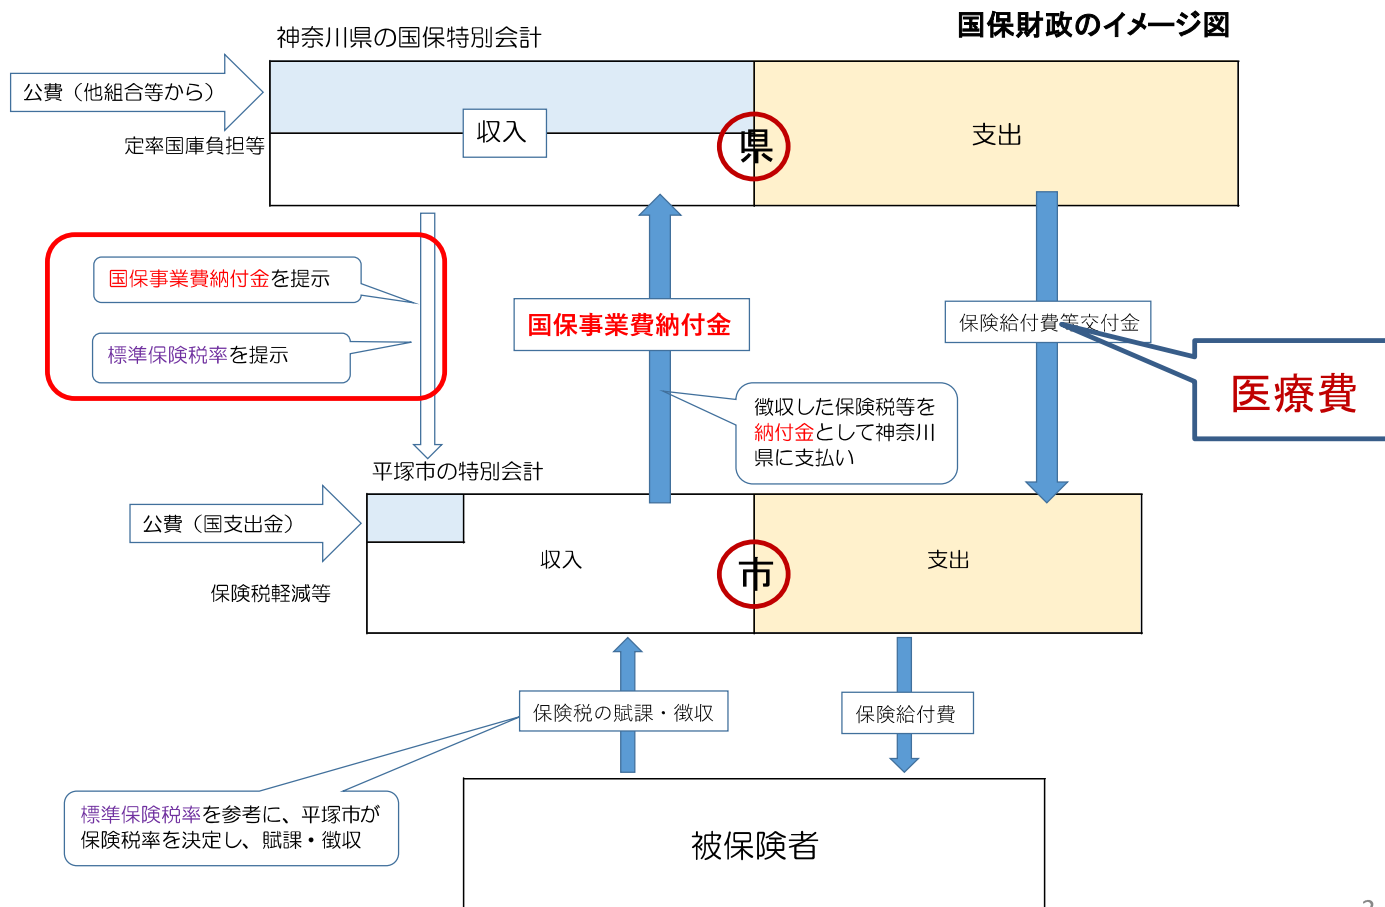 国保財政のイメージ図
神奈川県の国保特別会計
公費（他組合等から）
定率国庫負担等
収入
県
支出
国保事業費納付金を提示
標準保険税率を提示
国保事業費納付金
保険給付費等交付金
医療費
徴収した保険税等を
納付金として神奈川
県に支払い
平塚市の特別会計
公費（国支出金）
保険税軽減等
収入
市
支出
保険税の賦課・徴収
保険給付費
標準保険税率を参考に、平塚市が
保険税率を決定し、賦課・徴収
被保険者